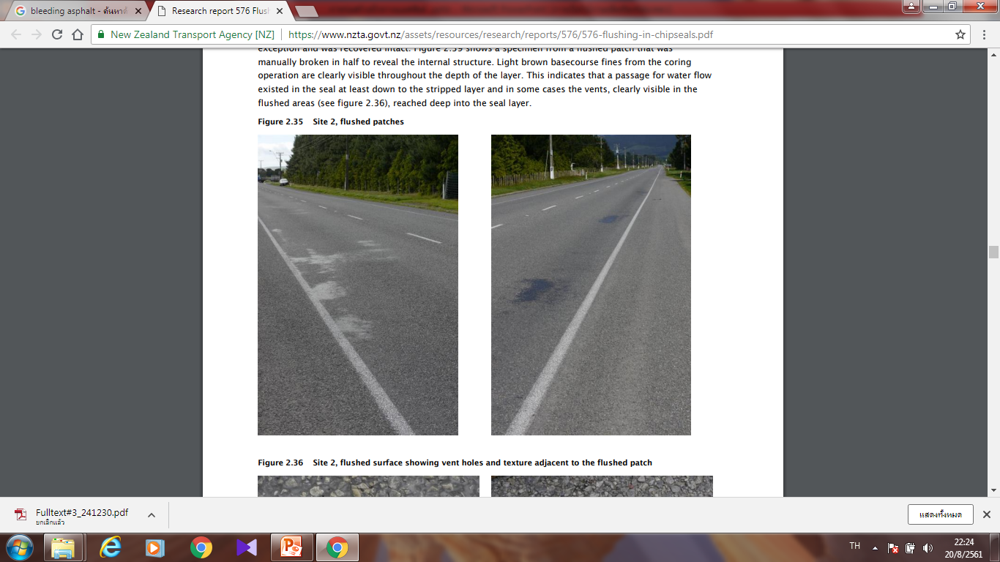 bleeding asphalt - ค้นหาด้
Research report 576 Flush
New Zealand Transport Agency [NZ]
https://www.nzta.govt.nz/assets/resources/research/reports/576/576-flushing-in-chipseals.pdf
exception and was recovered intact. Figure 2.39 shows a specimen from a flushed patch that was
manually broken in half to reveal the internal structure. Light brown basecourse fines from the coring
operation are clearly visible throughout the depth of the layer. This indicates that a passage for water flow
existed in the seal at least down to the stripped layer and in some cases the vents, clearly visible in the
flushed areas (see figure 2.36), reached deep into the seal layer.
Figure 2.35 Site 2, flushed patches
Figure 2.36 Site 2, flushed surface showing vent holes and texture adjacent to the flushed patch
Fulltext#3_241230.pdf
ยกเลิกแล้ว
แสดงทั้งหมด
TH
22:24
20/8/2561